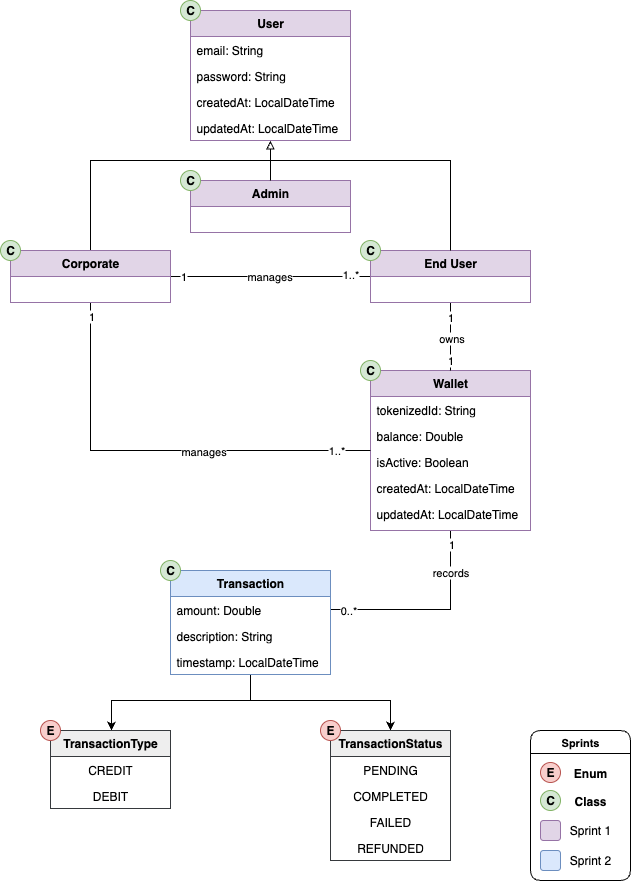 C
User
email: String
password: String
createdAt: LocalDateTime
updatedAt: LocalDateTime
C
Admin
C
Corporate
C
End User
1
manages
1..*
1
1
owns
1
C
Wallet
tokenizedId: String
balance: Double
isActive: Boolean
createdAt: LocalDateTime
updatedAt: LocalDateTime
manages
1..*
1
records
0..*
C
Transaction
amount: Double
description: String
timestamp: LocalDateTime
E
TransactionType
CREDIT
DEBIT
E
TransactionStatus
PENDING
COMPLETED
FAILED
REFUNDED
Sprints
E Enum
C Class
Sprint 1
Sprint 2